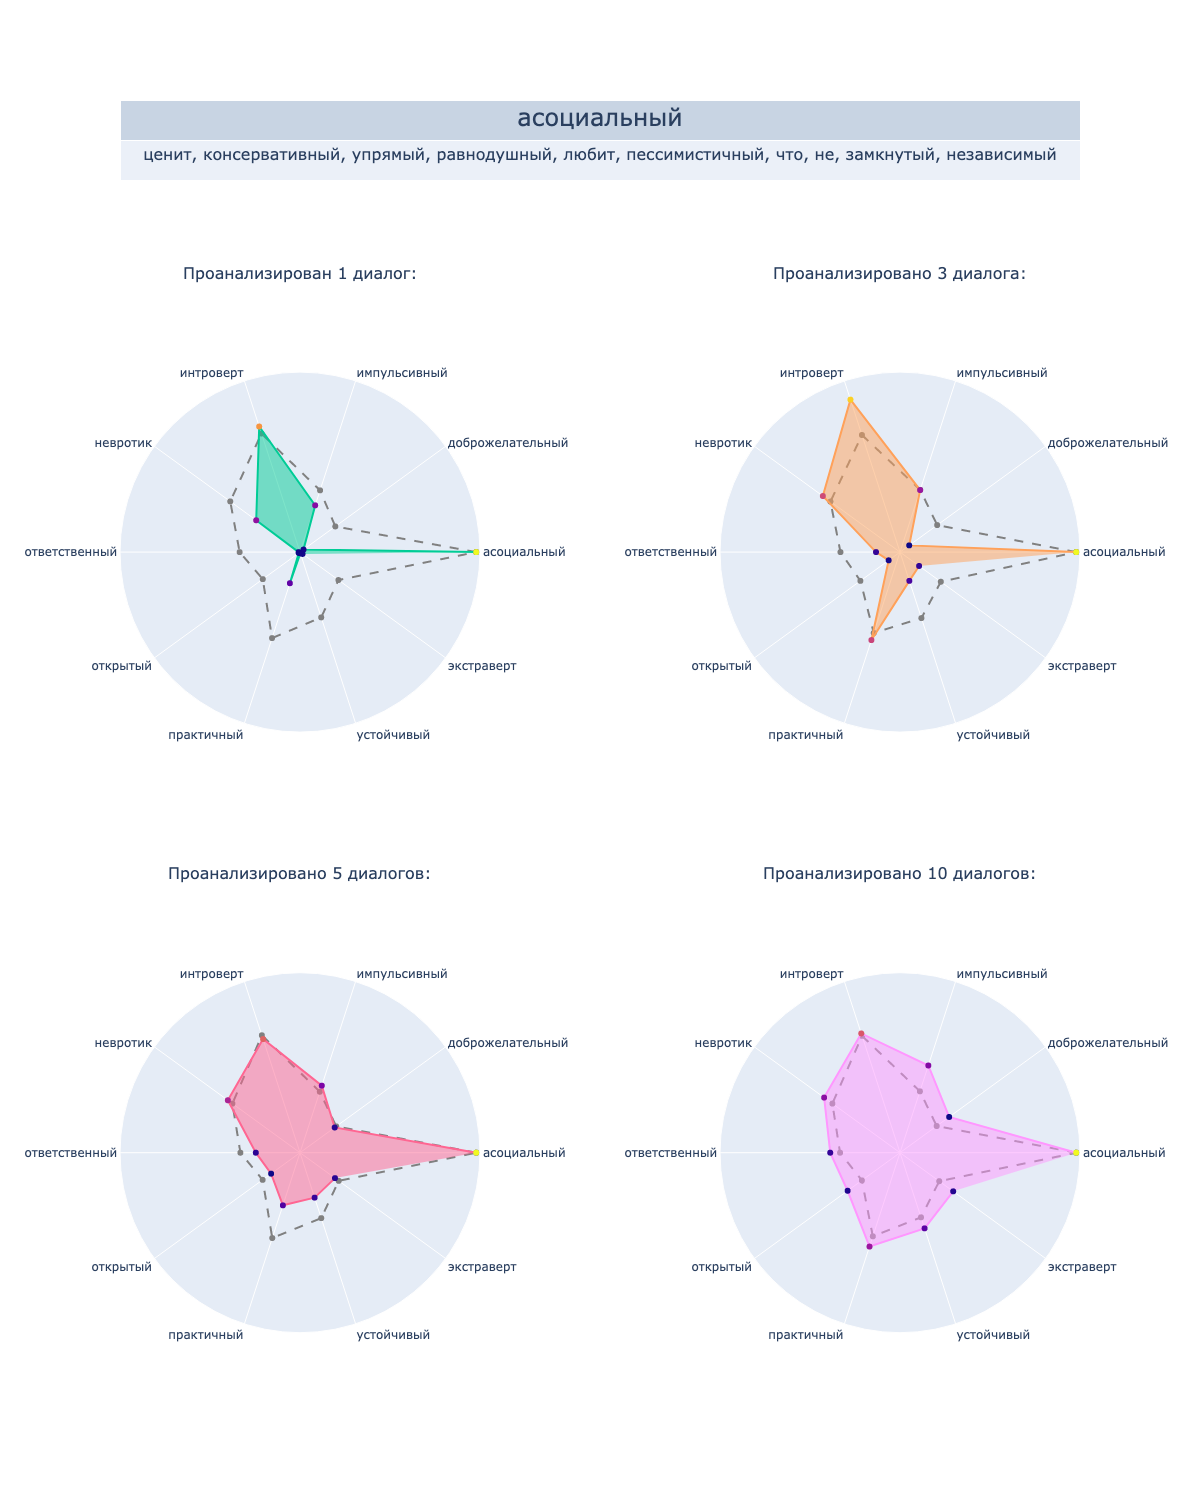 асоциальный
ценит, консервативный, упрямый, равнодушный, любит, пессимистичный, что, не, замкнутый, независимый
Проанализирован 1 диалог:
интроверт
импульсивный
невротик
доброжелательный
ответственный
асоциальный
открытый
экстраверт
практичный
устойчивый
Проанализировано 3 диалога:
интроверт
импульсивный
невротик
доброжелательный
ответственный
асоциальный
открытый
экстраверт
практичный
устойчивый
Проанализировано 5 диалогов:
интроверт
импульсивный
невротик
доброжелательный
ответственный
асоциальный
открытый
экстраверт
практичный
устойчивый
Проанализировано 10 диалогов:
интроверт
импульсивный
невротик
доброжелательный
ответственный
асоциальный
открытый
экстраверт
практичный
устойчивый